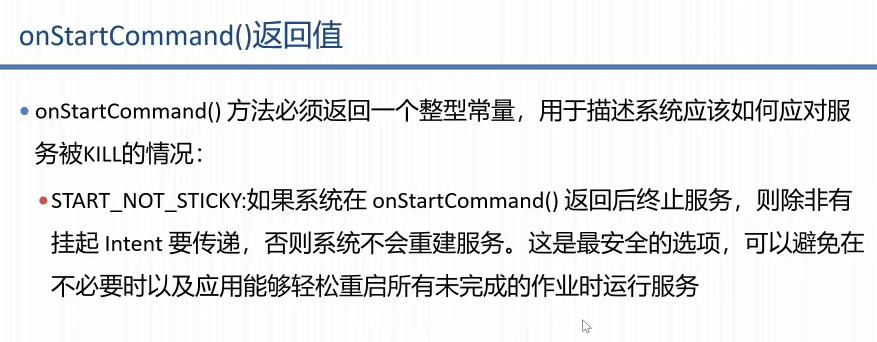 onStartCommand()返回值
onStartCommand() 方法必须返回一个整型常量，用于描述系统应该如何应对服
务被KILL的情况：
START_NOT_STICKY:如果系统在 onStartCommand() 返回后终止服务，则除非有
挂起 Intent 要传递，否则系统不会重建服务。这是最安全的选项，可以避免在
不必要时以及应用能够轻松重启所有未完成的作业时运行服务